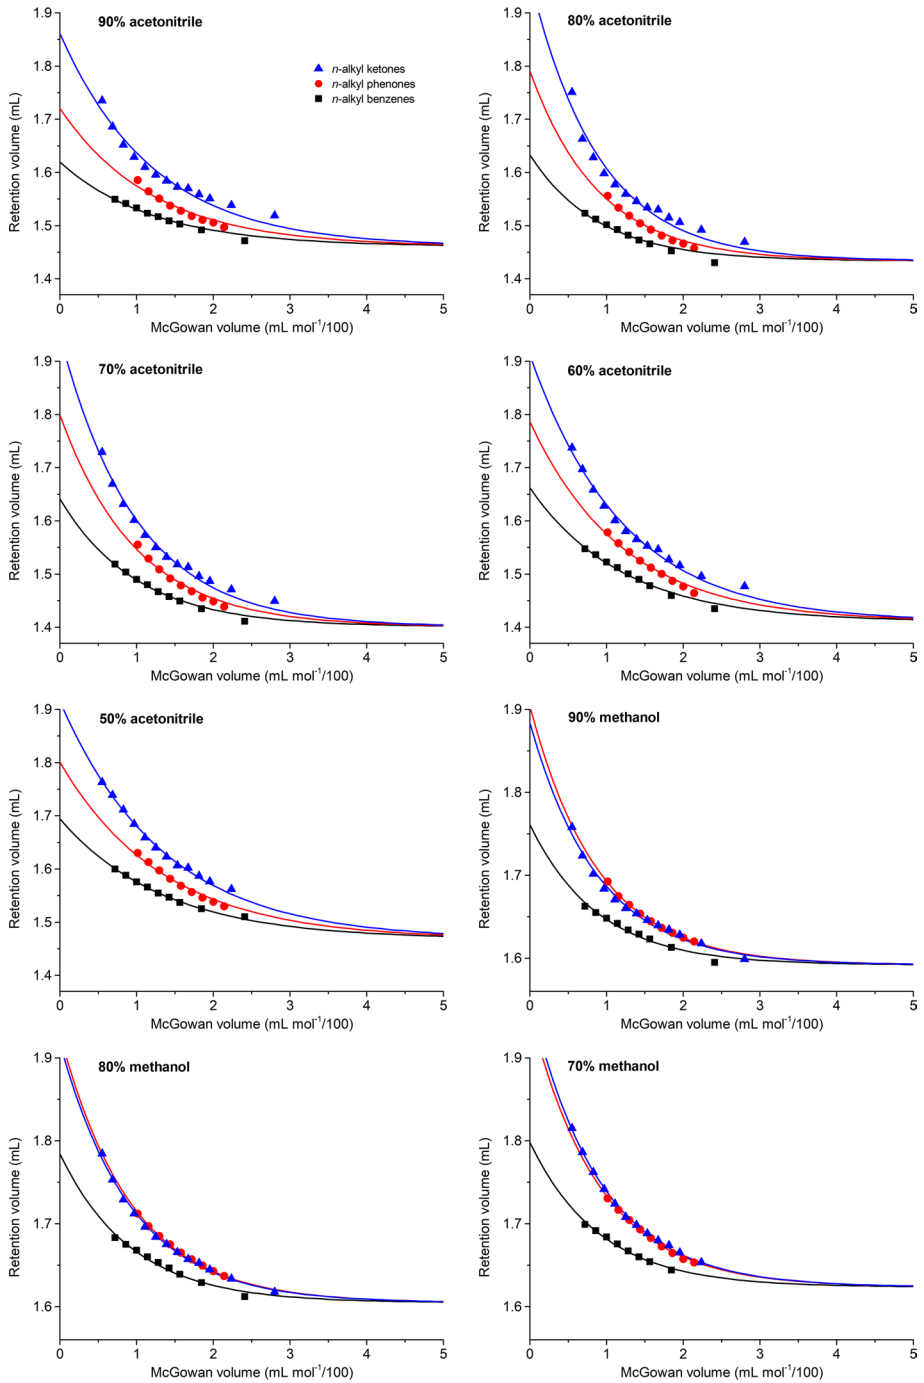 90% acetonitrile
n-alkyl ketones
n-alkyl phenones
n-alkyl benzenes
Retention volume (mL)
1.9
1.8
1.7
1.6
1.5
1.4
0 1 2 3 4 5
McGowan volume (mL mol⁻¹/100)
80% acetonitrile
Retention volume (mL)
1.9
1.8
1.7
1.6
1.5
1.4
0 1 2 3 4 5
McGowan volume (mL mol⁻¹/100)
70% acetonitrile
Retention volume (mL)
1.9
1.8
1.7
1.6
1.5
1.4
0 1 2 3 4 5
McGowan volume (mL mol⁻¹/100)
60% acetonitrile
Retention volume (mL)
1.9
1.8
1.7
1.6
1.5
1.4
0 1 2 3 4 5
McGowan volume (mL mol⁻¹/100)
50% acetonitrile
Retention volume (mL)
1.9
1.8
1.7
1.6
1.5
1.4
0 1 2 3 4 5
McGowan volume (mL mol⁻¹/100)
90% methanol
Retention volume (mL)
1.9
1.8
1.7
1.6
0 1 2 3 4 5
McGowan volume (mL mol⁻¹/100)
80% methanol
Retention volume (mL)
1.9
1.8
1.7
1.6
0 1 2 3 4 5
McGowan volume (mL mol⁻¹/100)
70% methanol
Retention volume (mL)
1.9
1.8
1.7
1.6
0 1 2 3 4 5
McGowan volume (mL mol⁻¹/100)